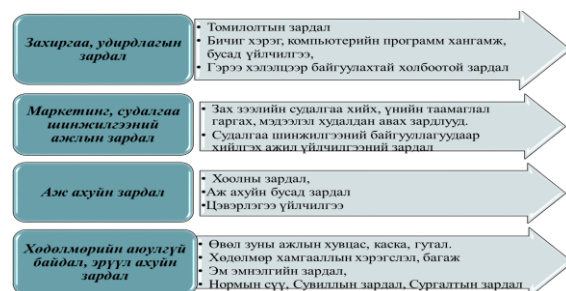 Захиргаа, удирдлагын
зардал
• Томилолтын зардал
• Бичиг хэрэг, компьютерийн программ хангамж,
бусад үйлчилгээ,
• Гэрээ хэлэлцээр байгуулахтай холбоотой зардал
Маркетинг, судалгаа
шинжилгээний
ажлын зардал
• Зах зээлийн судалгаа хийх, үнийн таамаглал
гаргах, мэдээлэл худалдан авах зардлууд.
• Судалгаа шинжилгээний байгууллагуудаар
хийлгэх ажил үйлчилгээний зардал
Аж ахуйн зардал
• Хоолны зардал,
• Аж ахуйн бусад зардал
•Цэвэрлэгээ үйлчилгээ
Хөдөлмөрийн аюулгүй
байдал, эрүүл ахуйн
зардал
• Өвөл зуны ажлын хувцас, каска, гутал.
• Хөдөлмөр хамгааллын хэрэгслэл, багаж
• Эм эмнэлгийн зардал,
• Нормын сүү, Сувиллын зардал, Сургалтын зардал